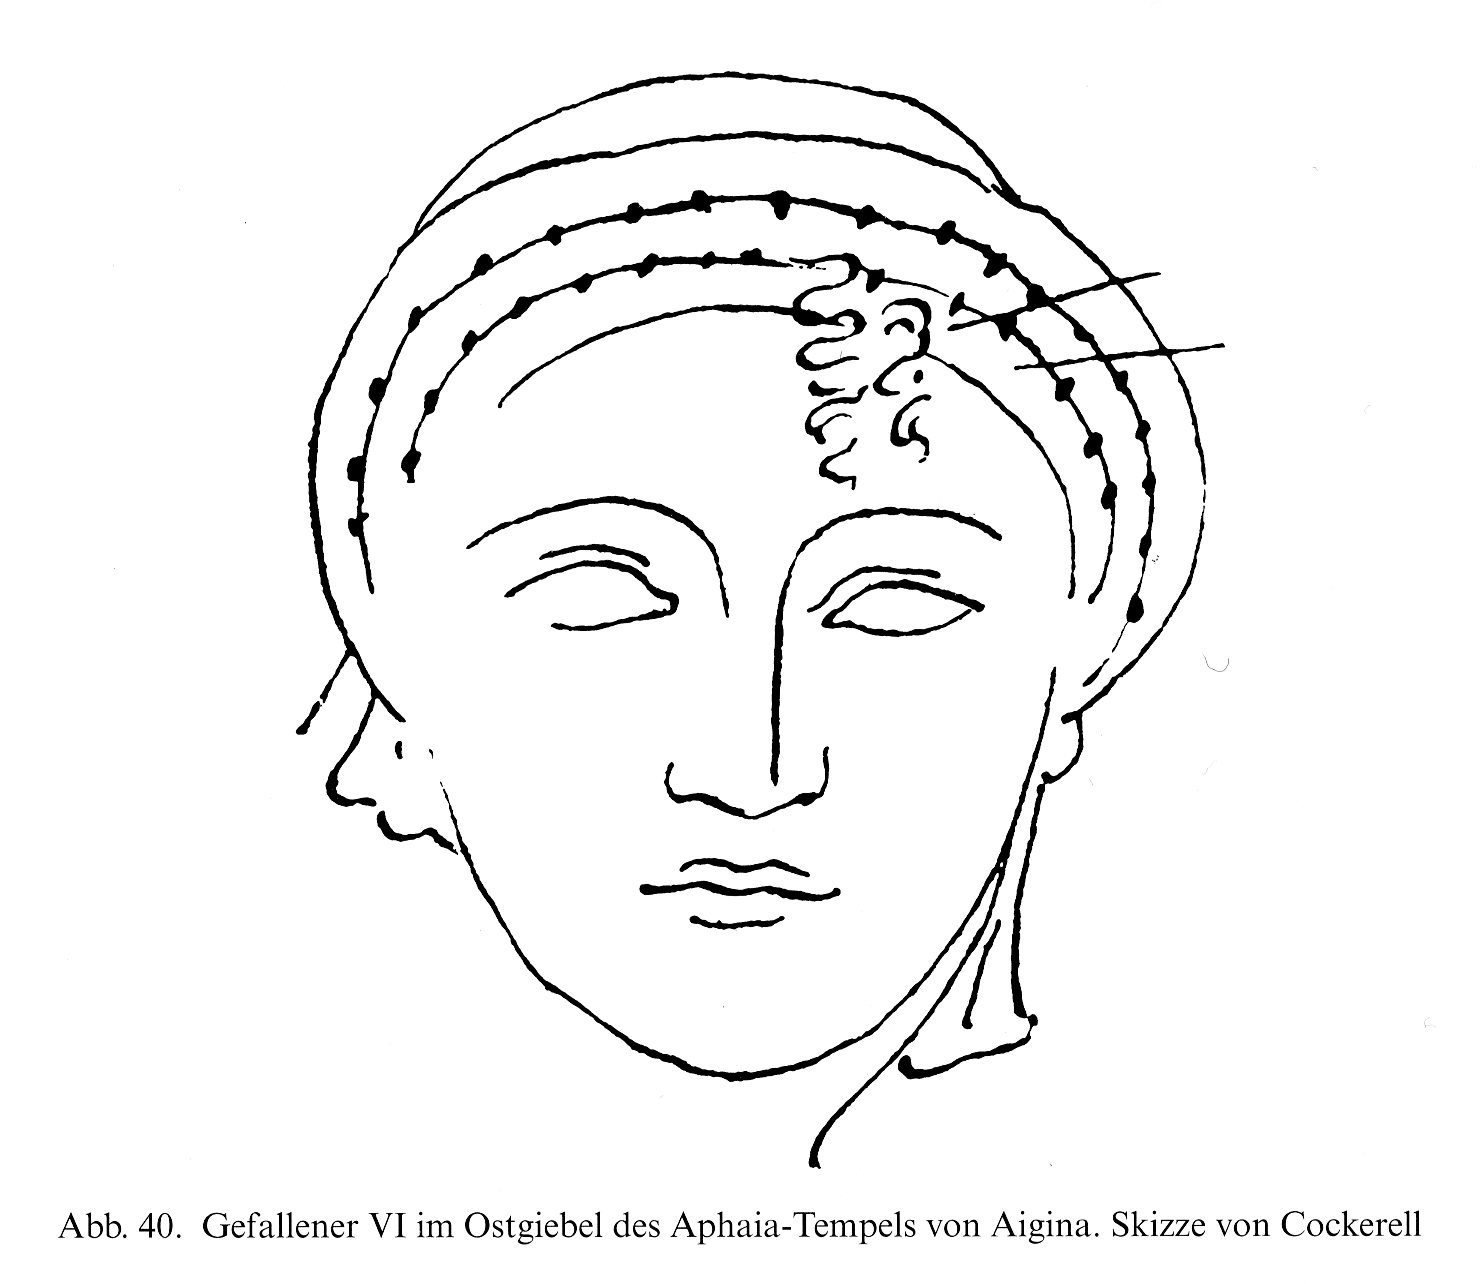 Abb. 40. Gefallener VI im Ostgiebel des Aphaia-Tempels von Aigina. Skizze von Cockerell